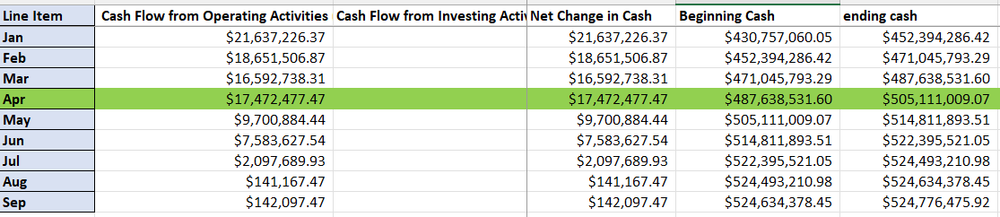 Line Item Cash Flow from Operating Activities Cash Flow from Investing Activ Net Change in Cash Beginning Cash ending cash
Jan $21,637,226.37 $21,637,226.37 $430,757,060.05 $452,394,286.42
Feb $18,651,506.87 $18,651,506.87 $452,394,286.42 $471,045,793.29
Mar $16,592,738.31 $16,592,738.31 $471,045,793.29 $487,638,531.60
Apr $17,472,477.47 $17,472,477.47 $487,638,531.60 $505,111,009.07
May $9,700,884.44 $9,700,884.44 $505,111,009.07 $514,811,893.51
Jun $7,583,627.54 $7,583,627.54 $514,811,893.51 $522,395,521.05
Jul $2,097,689.93 $2,097,689.93 $522,395,521.05 $524,493,210.98
Aug $141,167.47 $141,167.47 $524,493,210.98 $524,634,378.45
Sep $142,097.47 $142,097.47 $524,634,378.45 $524,776,475.92